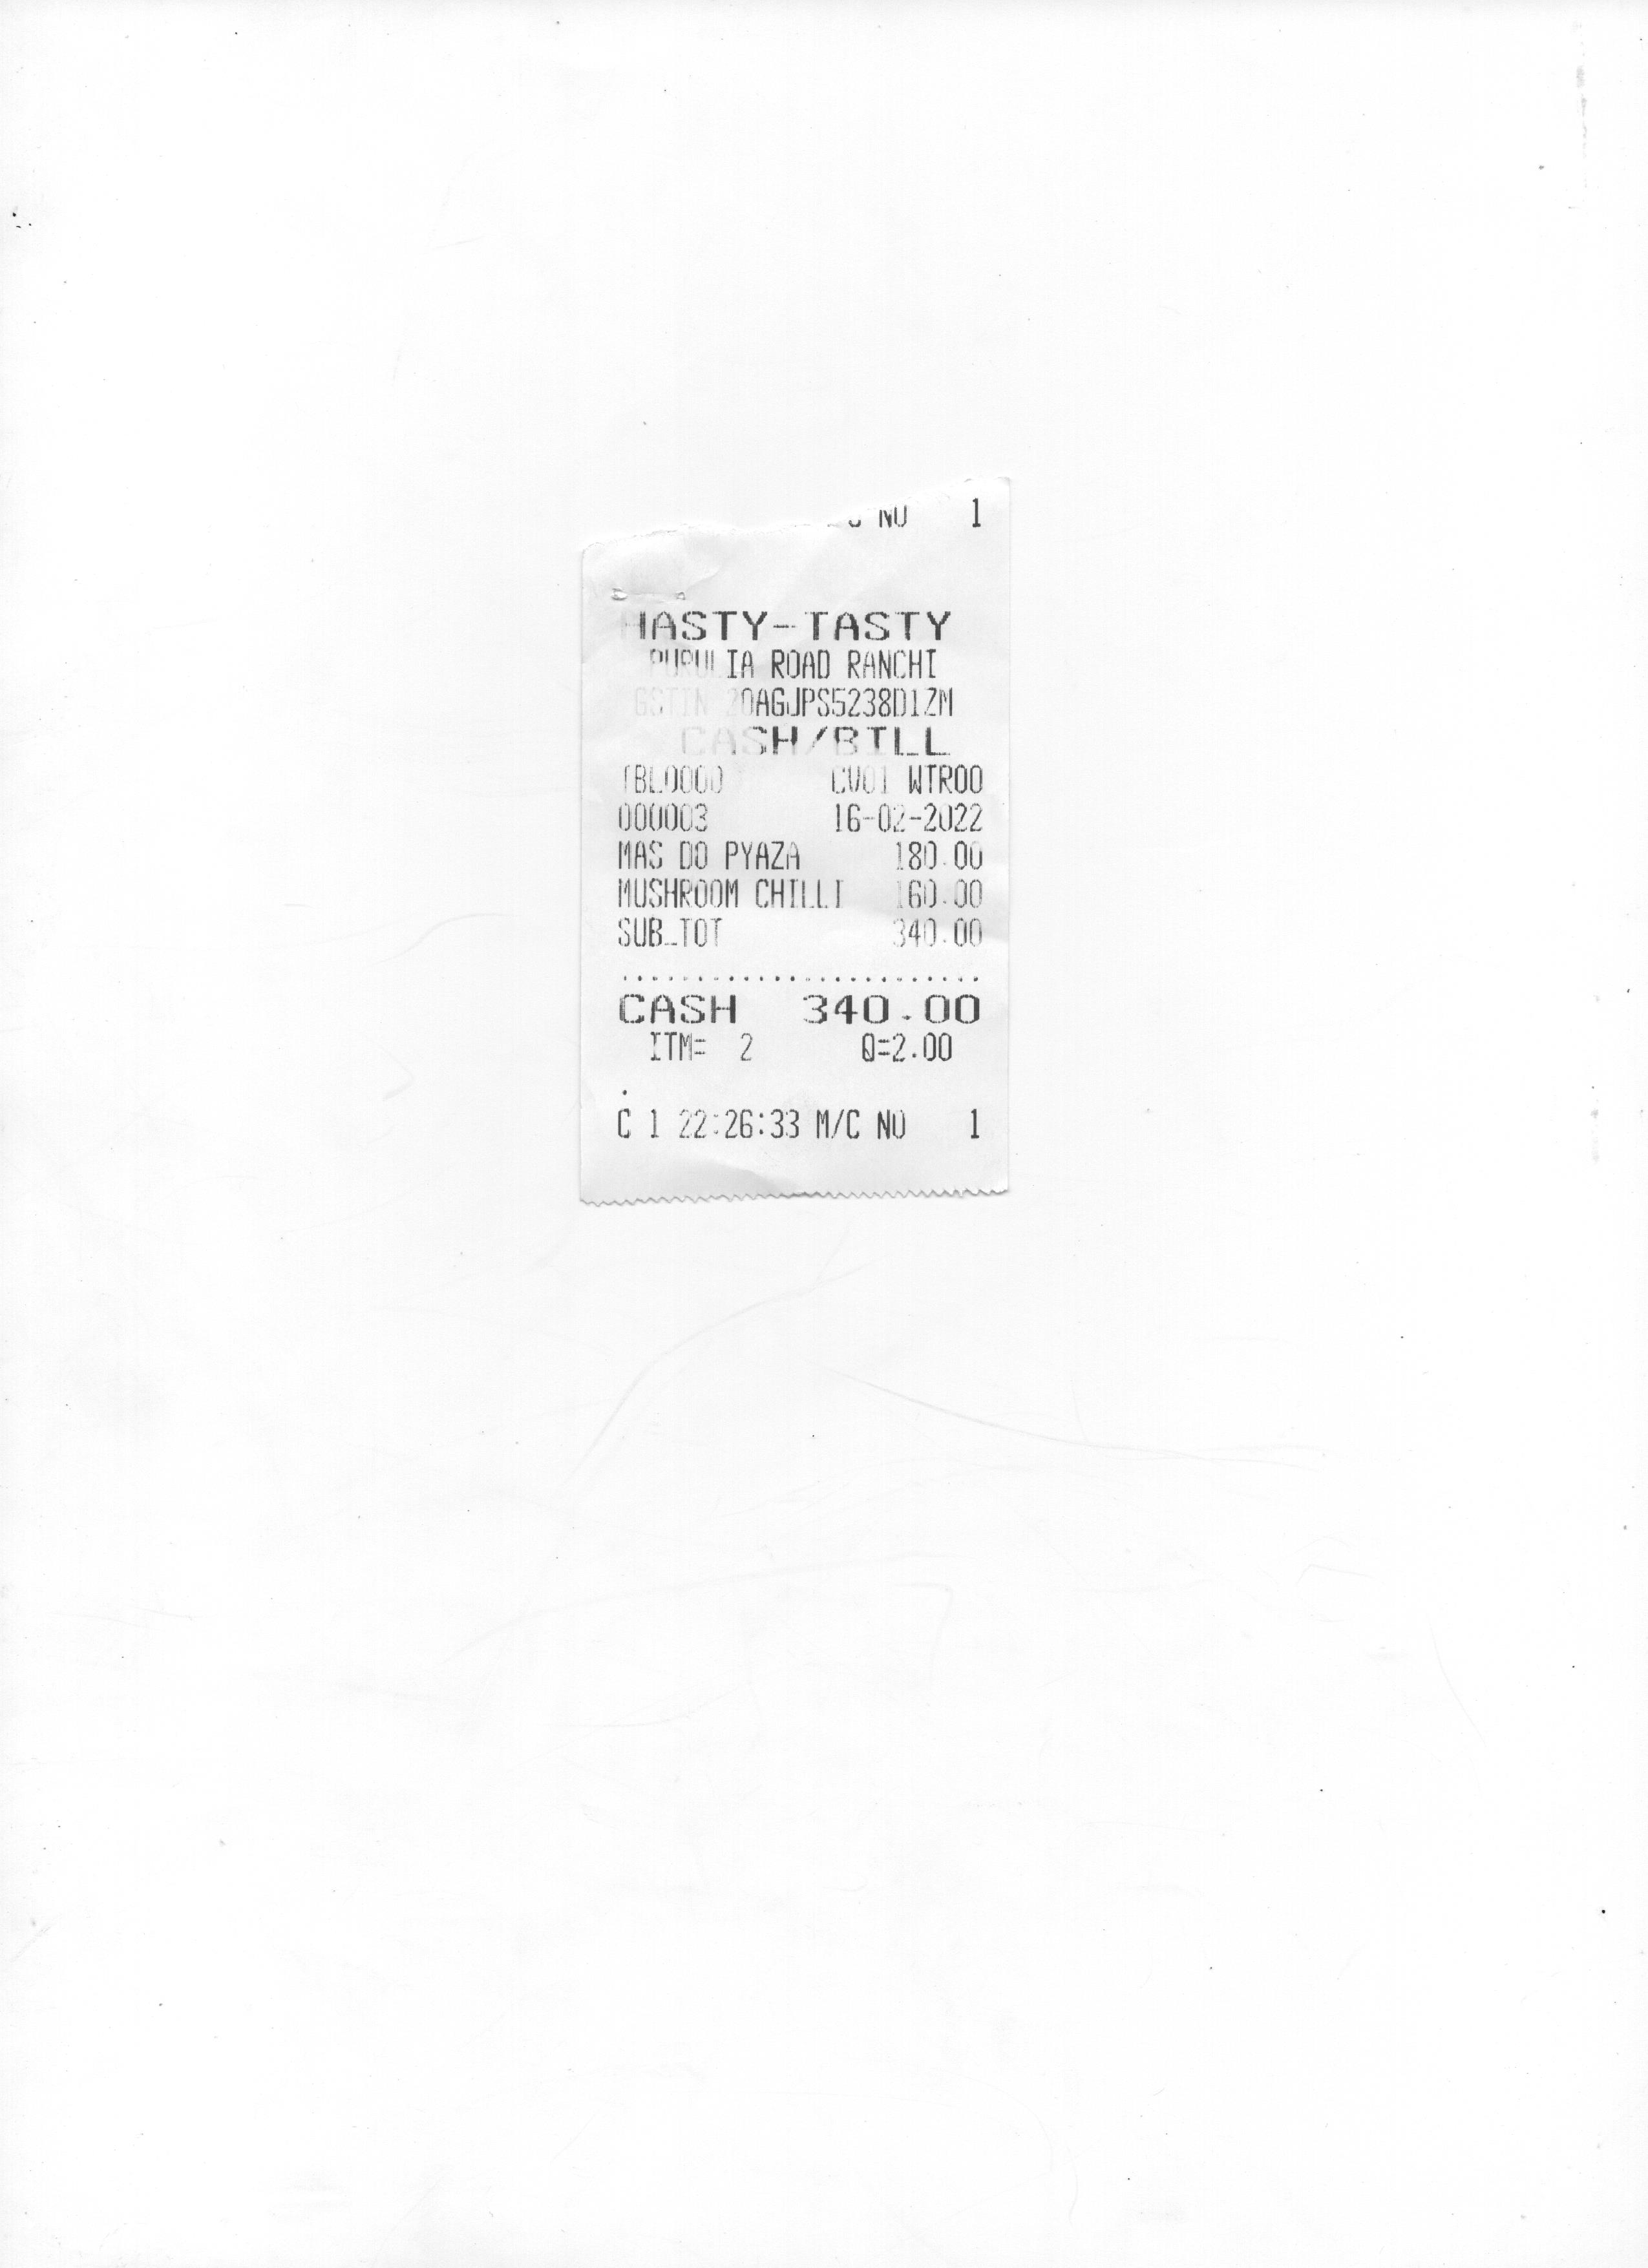 NO 1
HASTY-TASTY
PURULIA ROAD RANCHI
GSTIN 20AGJPS5238D1ZM
CASH/BILL
TBL0000 CV01 WTR00
000003 16-02-2022
MAS DO PYAZA 180.00
MUSHROOM CHILLI 160.00
SUB_TOT 340.00
........................
CASH 340.00
ITM= 2 Q=2.00
.
C 1 22:26:33 M/C NO 1